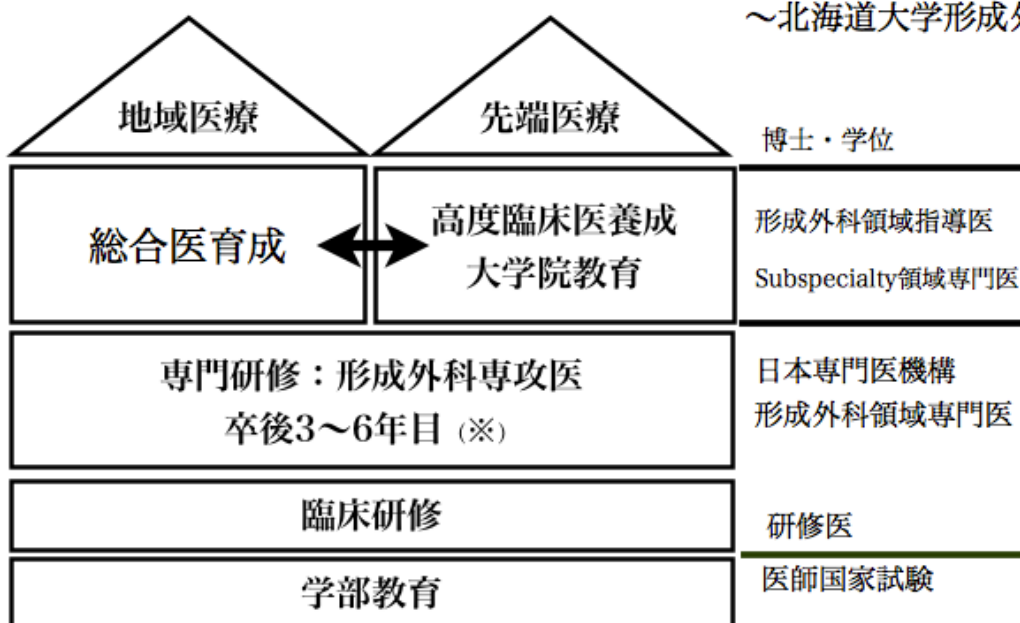 ～北海道大学形成外
地域医療
先端医療
博士・学位
総合医育成
高度臨床医養成
大学院教育
形成外科領域指導医
Subspecialty領域専門医
専門研修：形成外科専攻医
卒後3～6年目 (※)
日本専門医機構
形成外科領域専門医
臨床研修
研修医
学部教育
医師国家試験